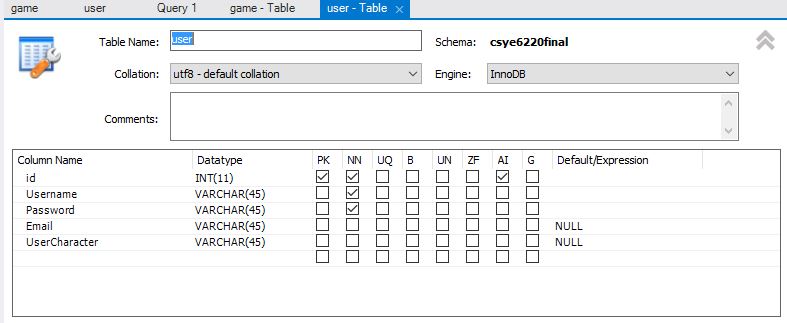 game user Query 1 game - Table user - Table ×
Table Name: user Schema: csye6220final
Collation: utf8 - default collation Engine: InnoDB
Comments:
Column Name Datatype PK NN UQ B UN ZF AI G Default/Expression
id INT(11)
Username VARCHAR(45)
Password VARCHAR(45)
Email VARCHAR(45) NULL
UserCharacter VARCHAR(45) NULL